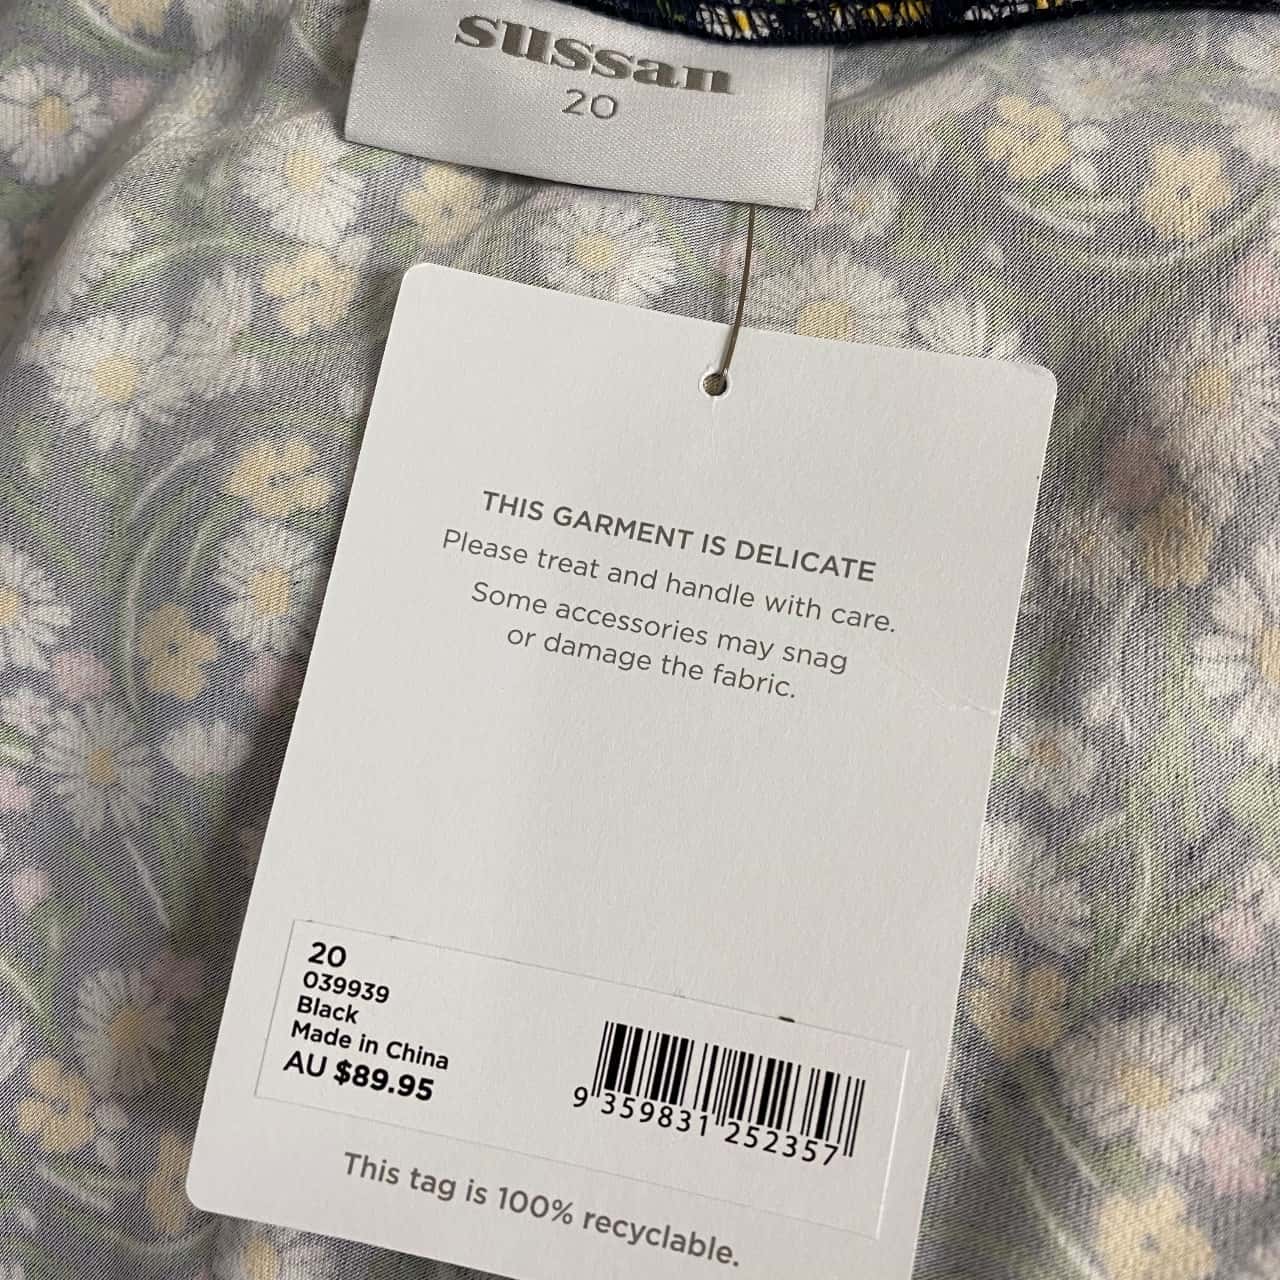 sussan
20
THIS GARMENT IS DELICATE
Please treat and handle with care.
Some accessories may snag
or damage the fabric.
20
039939
Black
Made in China
AU $89.95
9 359831 252357
This tag is 100% recyclable.